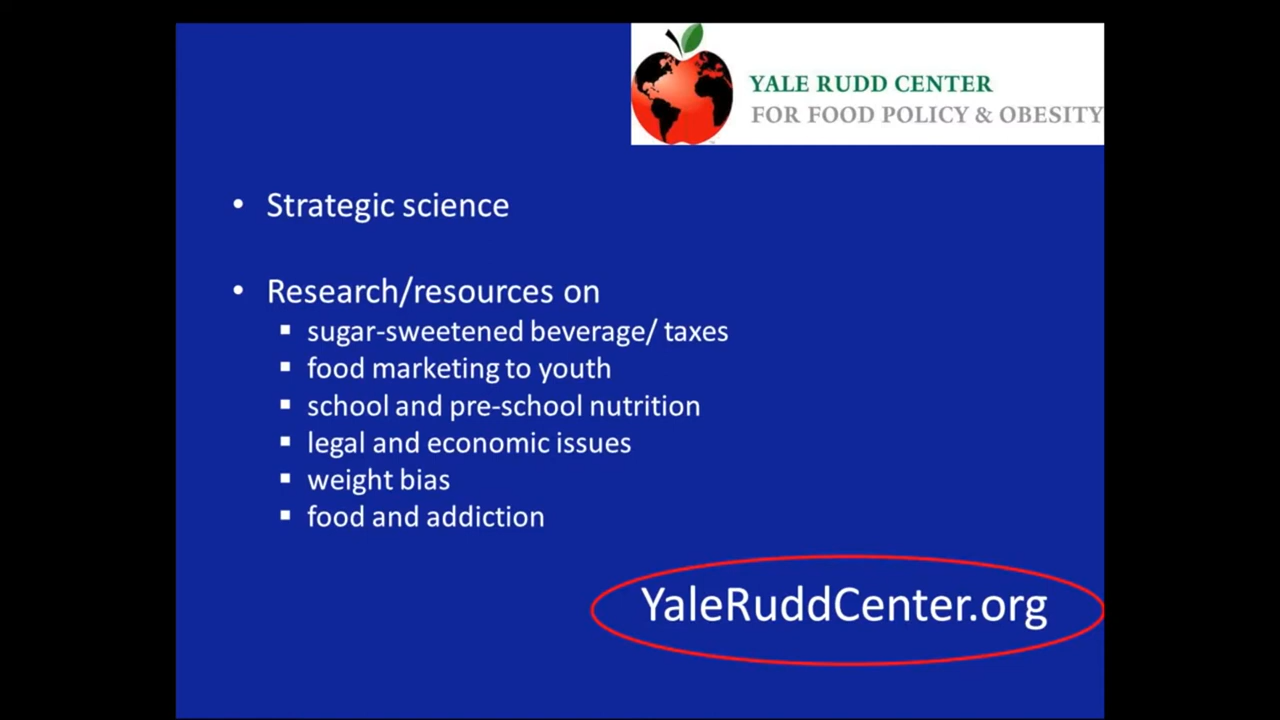 YALE RUDD CENTER
FOR FOOD POLICY & OBESITY
• Strategic science
• Research/resources on
▪ sugar-sweetened beverage/ taxes
▪ food marketing to youth
▪ school and pre-school nutrition
▪ legal and economic issues
▪ weight bias
▪ food and addiction
YaleRuddCenter.org